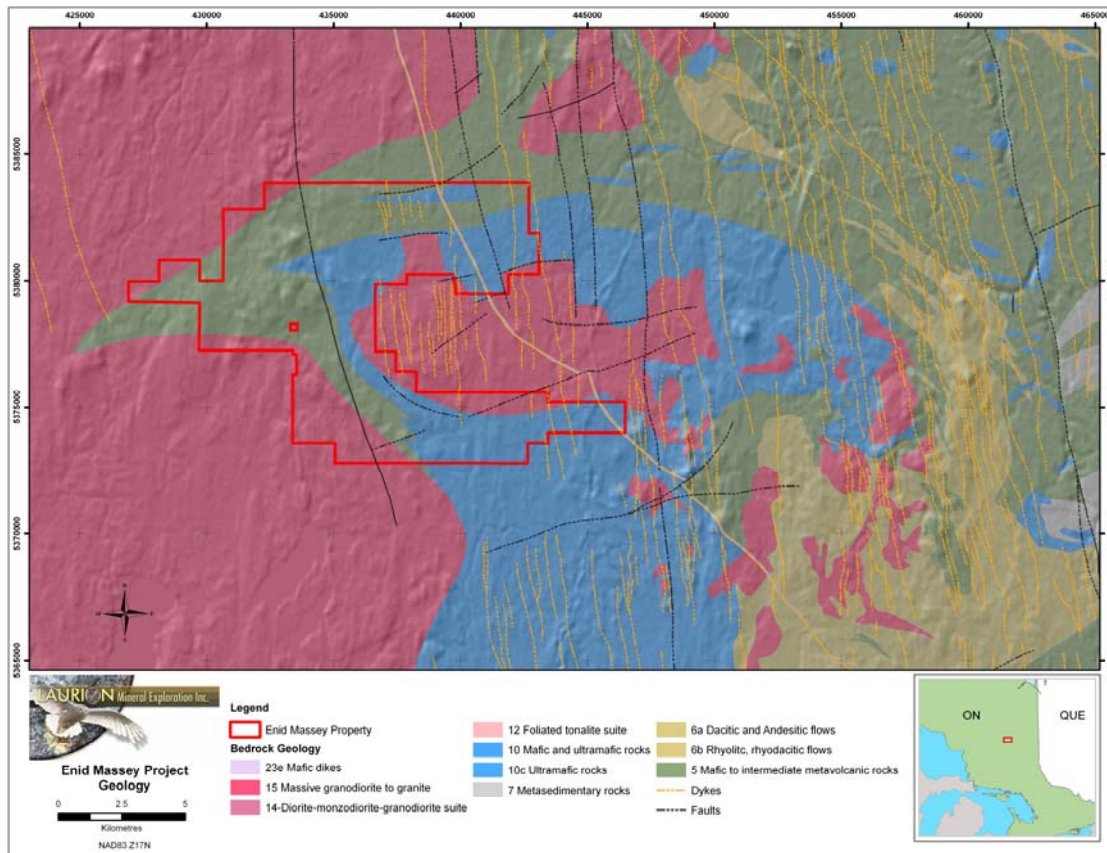 425000 430000 435000 440000 445000 450000 455000 460000 465000
5385000
5380000
5375000
5370000
5365000
N
W E
S
LAURION Mineral Exploration Inc.
Enid Massey Project
Geology
0 2.5 5
Kilometres
NAD83 Z17N
Legend
Enid Massey Property
Bedrock Geology
23e Mafic dikes
15 Massive granodiorite to granite
14-Diorite-monzodiorite-granodiorite suite
12 Foliated tonalite suite
10 Mafic and ultramafic rocks
10c Ultramafic rocks
7 Metasedimentary rocks
6a Dacitic and Andesitic flows
6b Rhyolitic, rhyodacitic flows
5 Mafic to intermediate metavolcanic rocks
Dykes
Faults
ON QUE